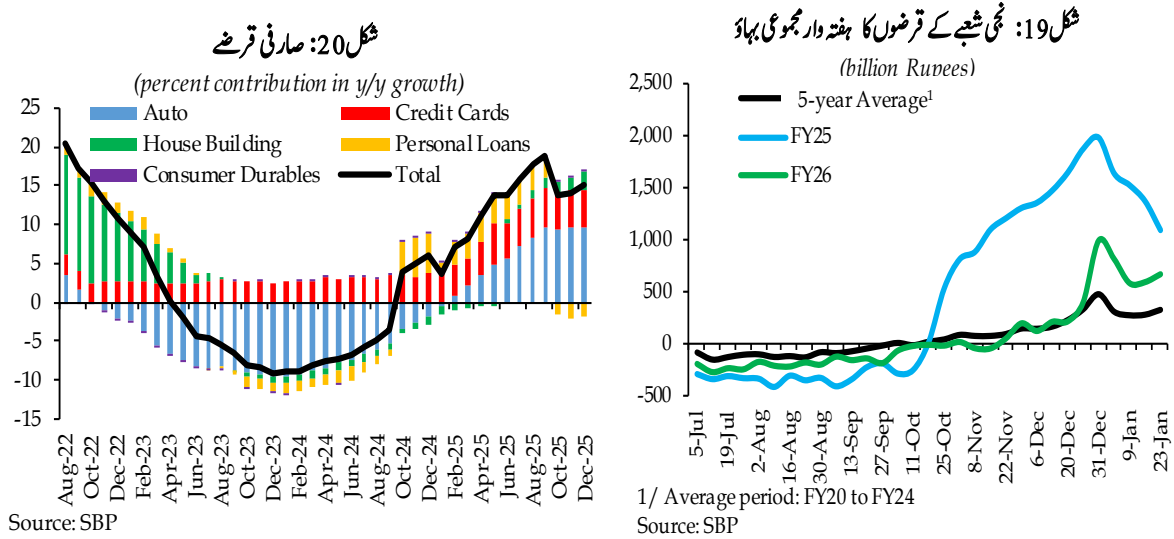 شکل 20: صارفی قرضے
(percent contribution in y/y growth)
25
20
15
10
5
0
-5
-10
-15
Auto
Credit Cards
House Building
Personal Loans
Consumer Durables
Total
Aug-22
Oct-22
Dec-22
Feb-23
Apr-23
Jun-23
Aug-23
Oct-23
Dec-23
Feb-24
Apr-24
Jun-24
Aug-24
Oct-24
Dec-24
Feb-25
Apr-25
Jun-25
Aug-25
Oct-25
Dec-25
Source: SBP
شکل 19: نجی شعبے کے قرضوں کا ہفتہ وار مجموعی بہاؤ
(billion Rupees)
2,500
2,000
1,500
1,000
500
0
-500
5-year Average¹
FY25
FY26
5-Jul
19-Jul
2-Aug
16-Aug
30-Aug
13-Sep
27-Sep
11-Oct
25-Oct
8-Nov
22-Nov
6-Dec
20-Dec
31-Dec
9-Jan
23-Jan
1/ Average period: FY20 to FY24
Source: SBP